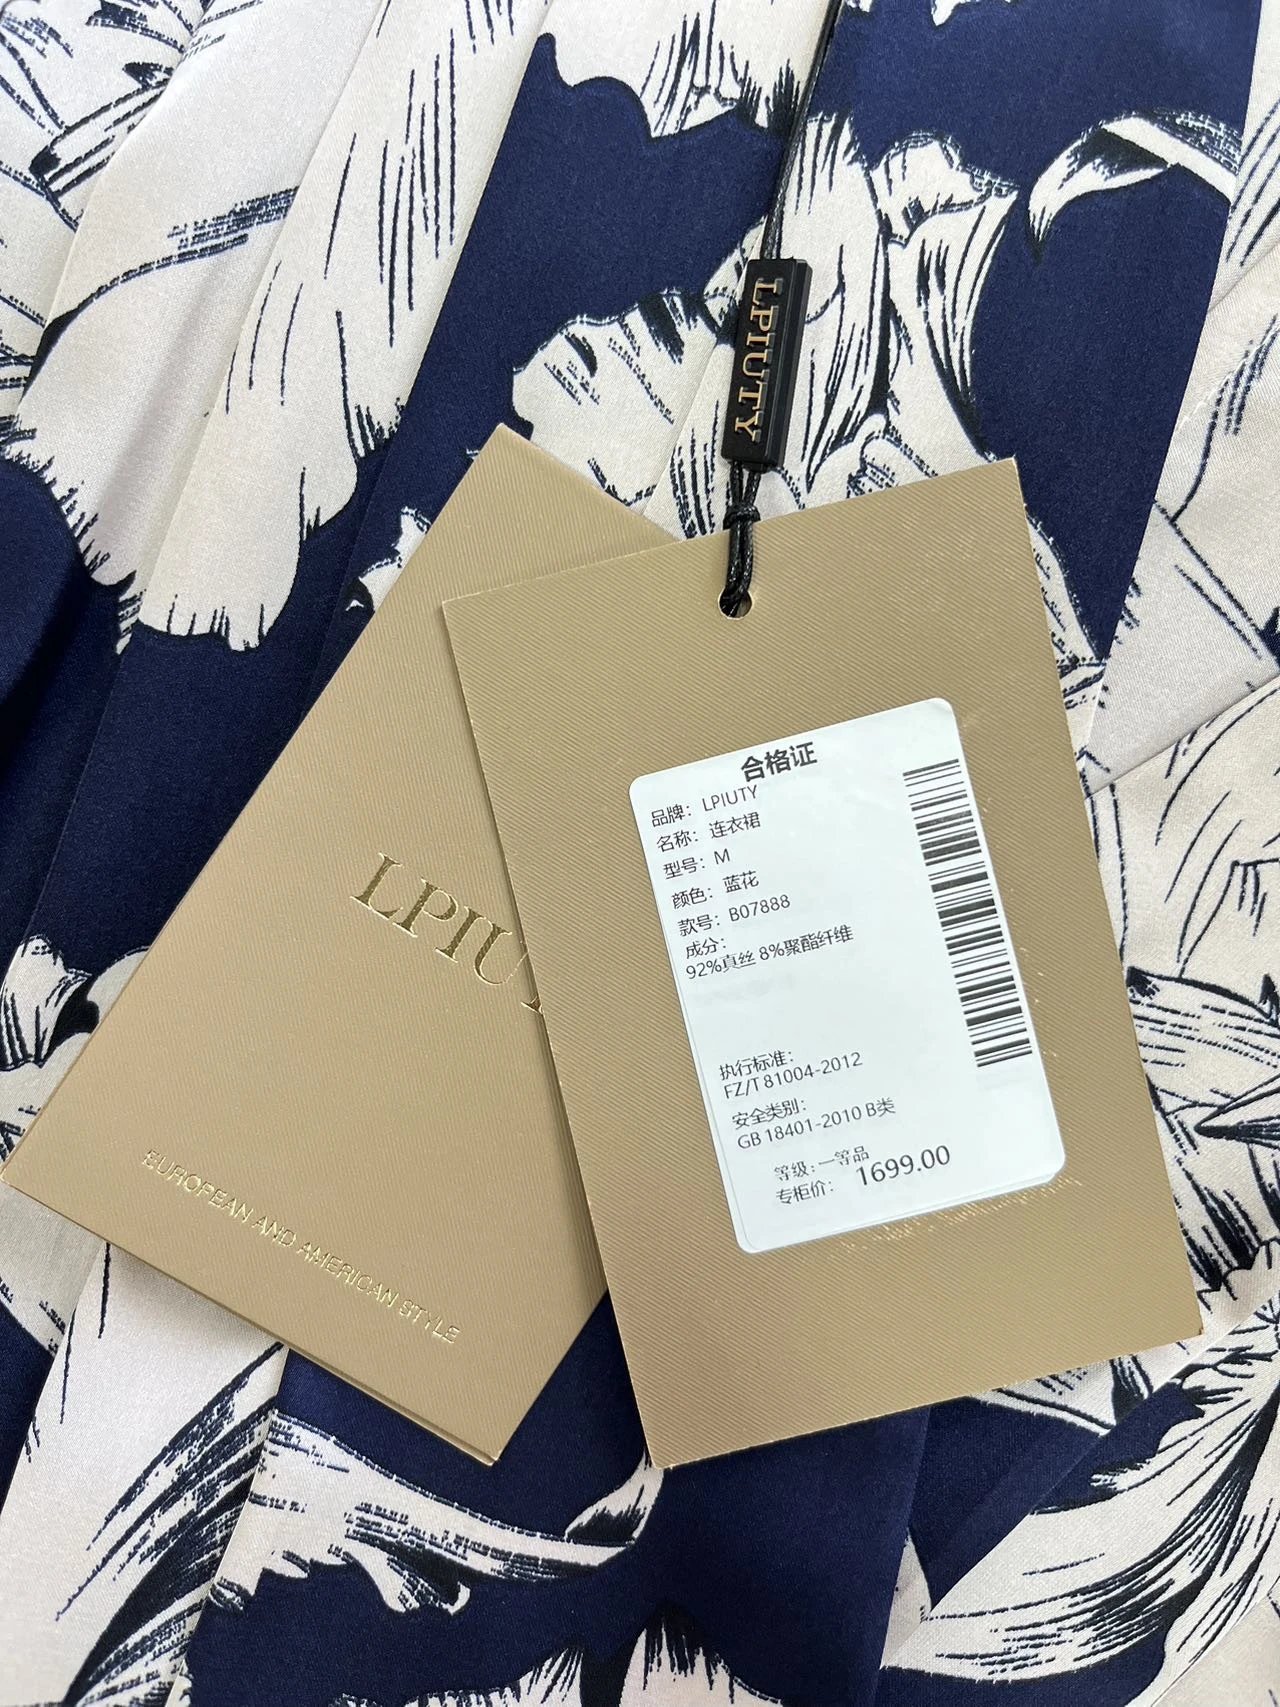 LPIUTY
合格证
品牌：LPIUTY
名称：连衣裙
型号：M
颜色：蓝花
款号：B07888
成分：
92%真丝 8%聚酯纤维
执行标准：
FZ/T 81004-2012
安全类别：
GB 18401-2010 B类
等级：一等品
专柜价： 1699.00
LPIU
EUROPEAN AND AMERICAN STYLE